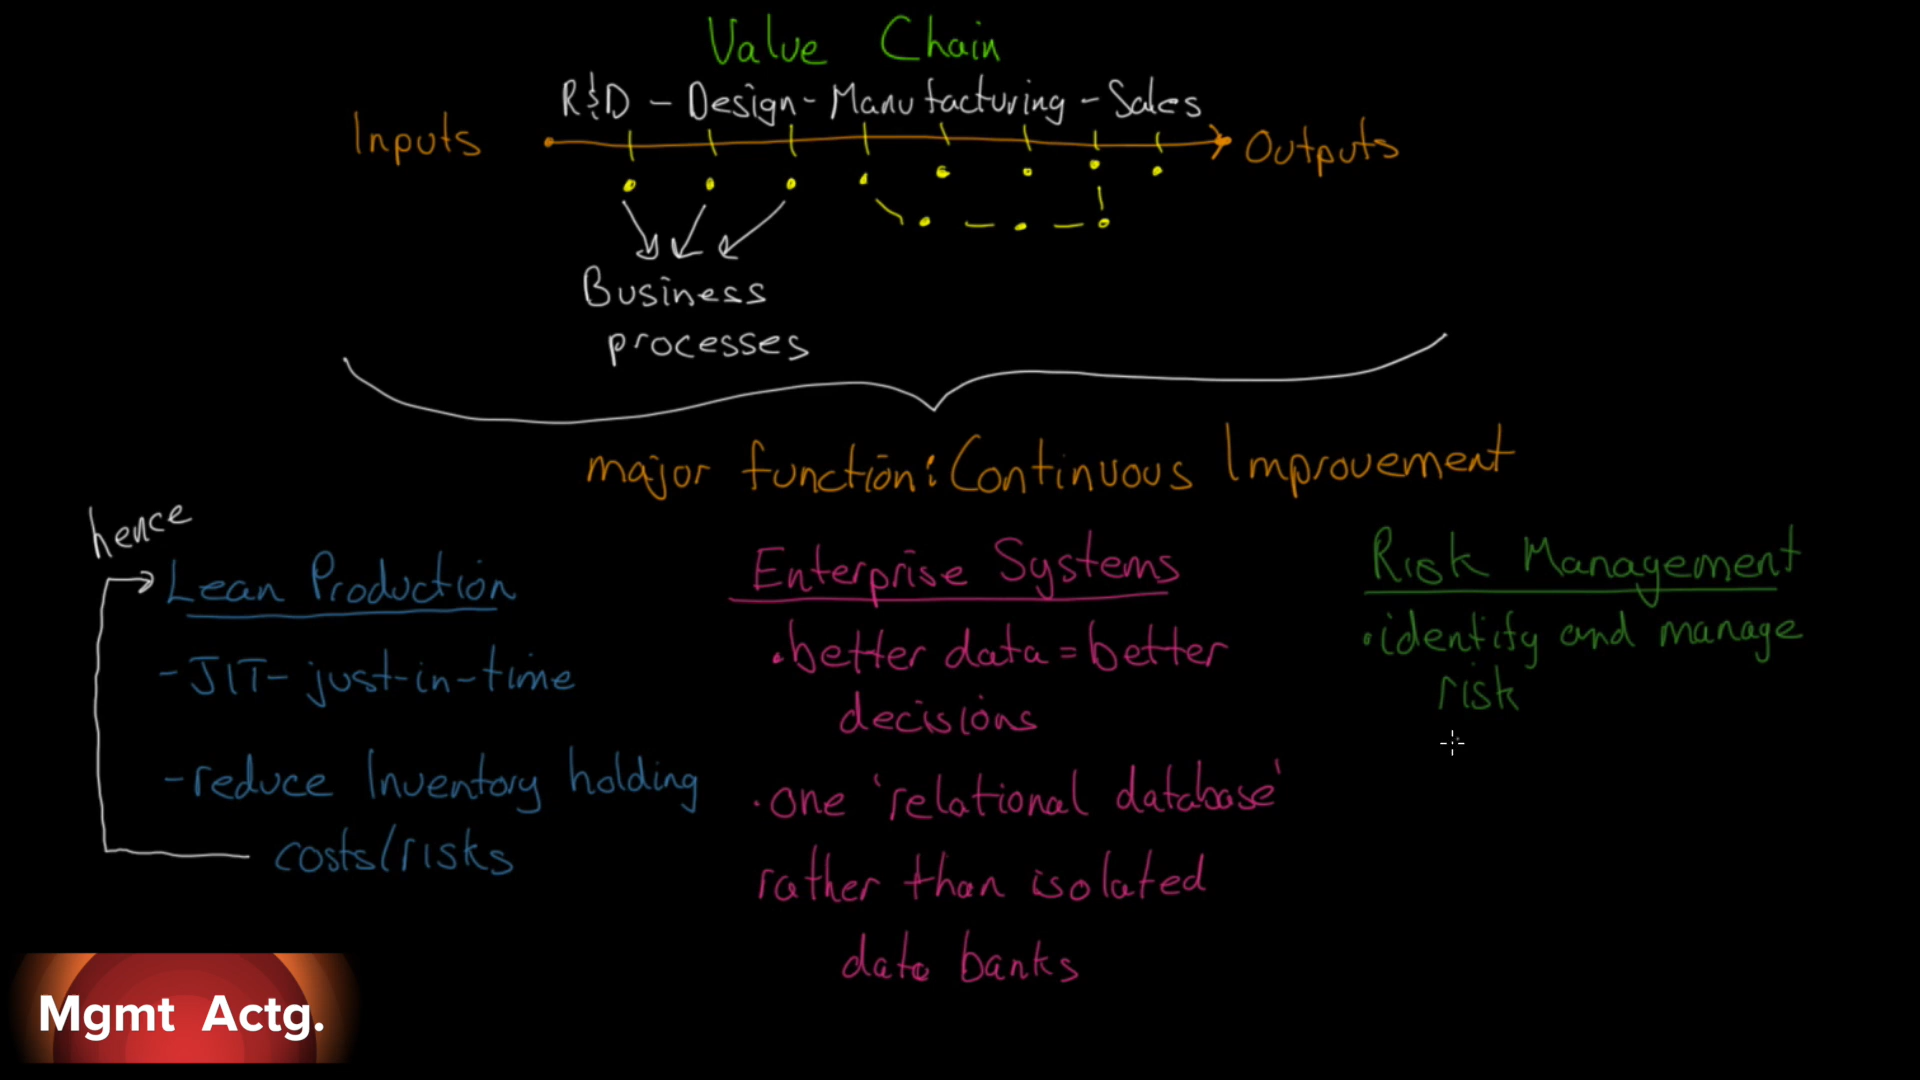 Value Chain
R&D - Design - Manufacturing - Sales
Inputs
Outputs
Business
processes
major function: Continuous Improvement
hence
Lean Production
- JIT - just-in-time
- reduce Inventory holding
costs/risks
Enterprise Systems
• better data = better
decisions
• one 'relational database'
rather than isolated
data banks
Risk Management
• identify and manage
risk
Mgmt Actg.